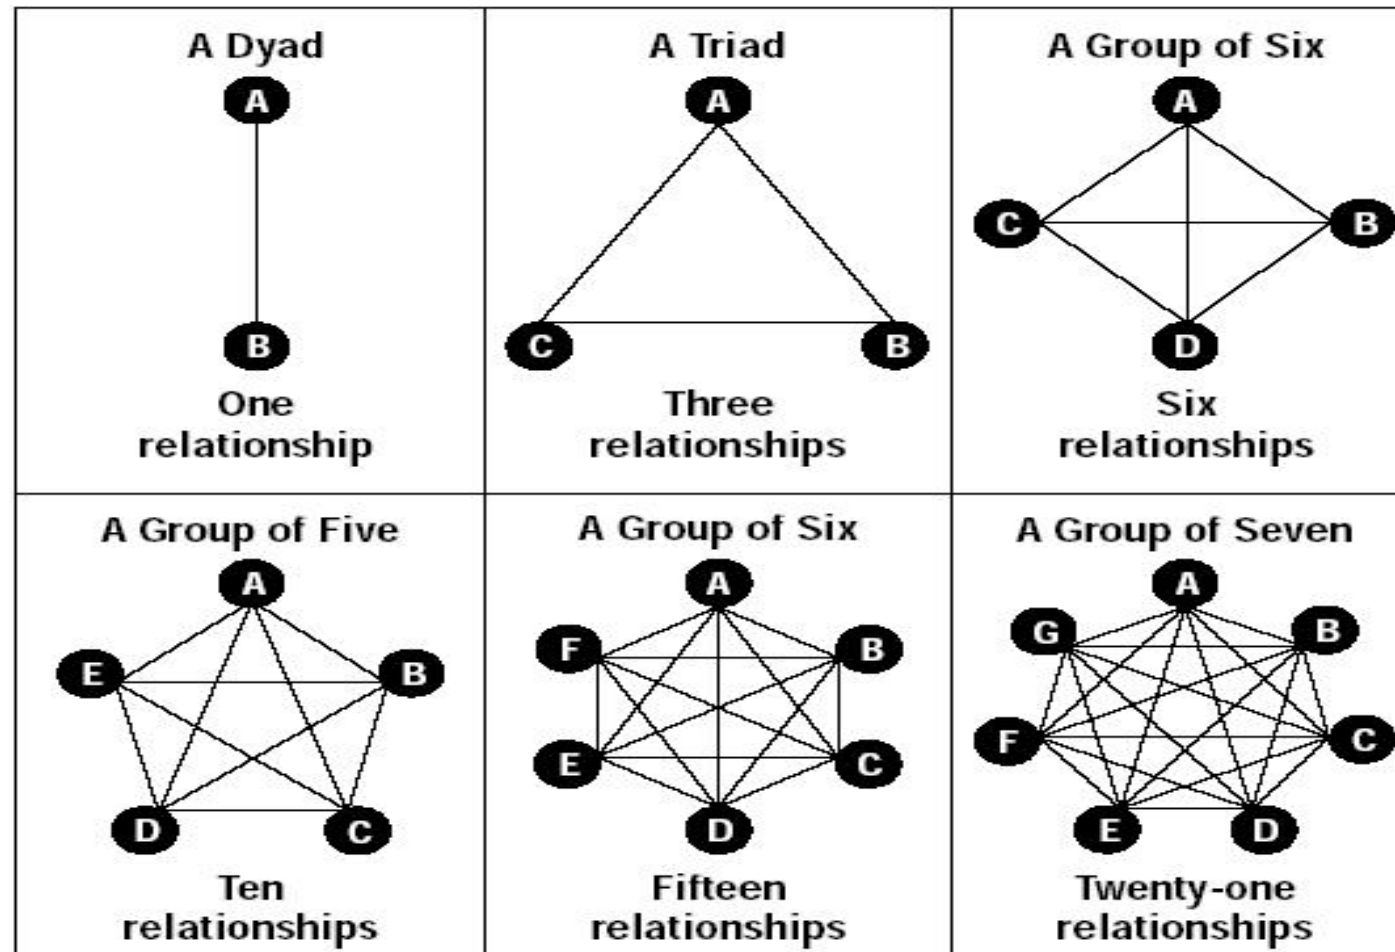 A Dyad
A
B
One
relationship
A Triad
A
C
B
Three
relationships
A Group of Six
A
C
B
D
Six
relationships
A Group of Five
A
E
B
D
C
Ten
relationships
A Group of Six
A
F
B
E
C
D
Fifteen
relationships
A Group of Seven
A
G
B
F
C
E
D
Twenty-one
relationships